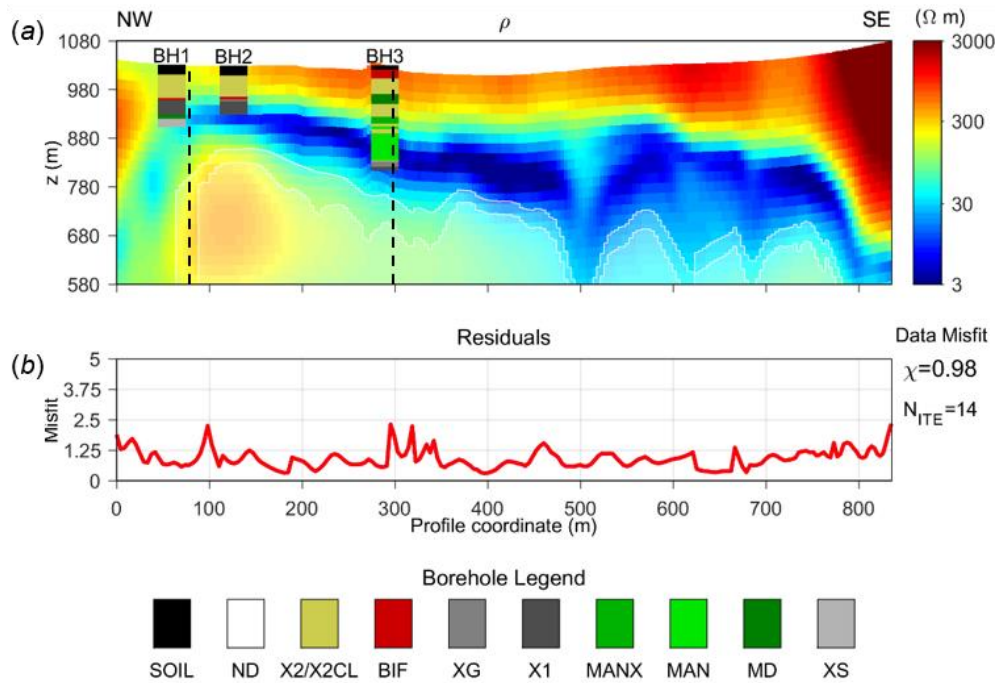 NW ρ SE (Ω m)
(a)
BH1 BH2 BH3
1080
980
880
780
680
580
z (m)
3000
300
30
3
Residuals
Data Misfit
(b)
χ=0.98
N_ITE=14
5
3.75
2.5
1.25
0
Misfit
0 100 200 300 400 500 600 700 800
Profile coordinate (m)
Borehole Legend
SOIL ND X2/X2CL BIF XG X1 MANX MAN MD XS